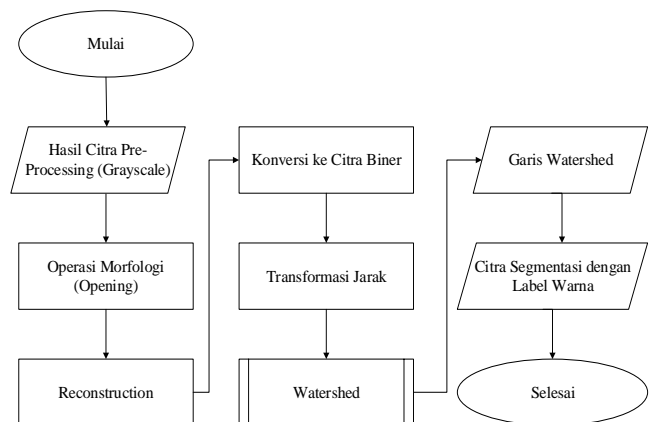 Mulai
Hasil Citra Pre-
Processing (Grayscale)
Operasi Morfologi
(Opening)
Reconstruction
Konversi ke Citra Biner
Transformasi Jarak
Watershed
Garis Watershed
Citra Segmentasi dengan
Label Warna
Selesai